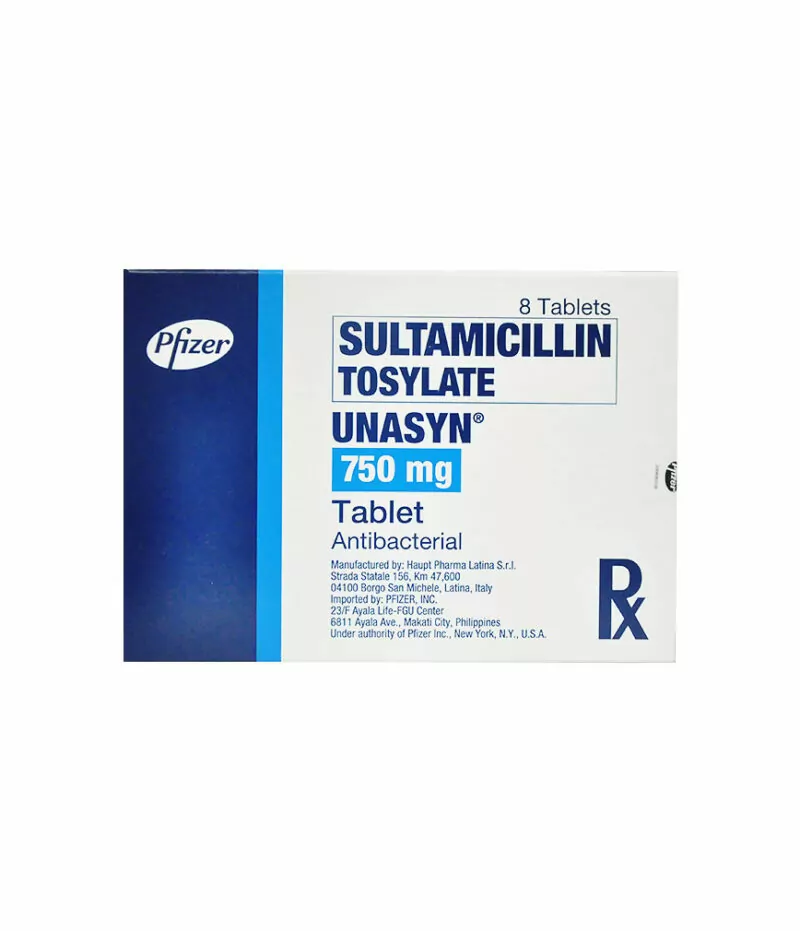 Pfizer
8 Tablets
SULTAMICILLIN
TOSYLATE
UNASYN®
750 mg
Tablet
Antibacterial
Manufactured by: Haupt Pharma Latina S.r.l.
Strada Statale 156, Km 47,600
04100 Borgo San Michele, Latina, Italy
Imported by: PFIZER, INC.
23/F Ayala Life-FGU Center
6811 Ayala Ave., Makati City, Philippines
Under authority of Pfizer Inc., New York, N.Y., U.S.A.
Rx
Pfizer